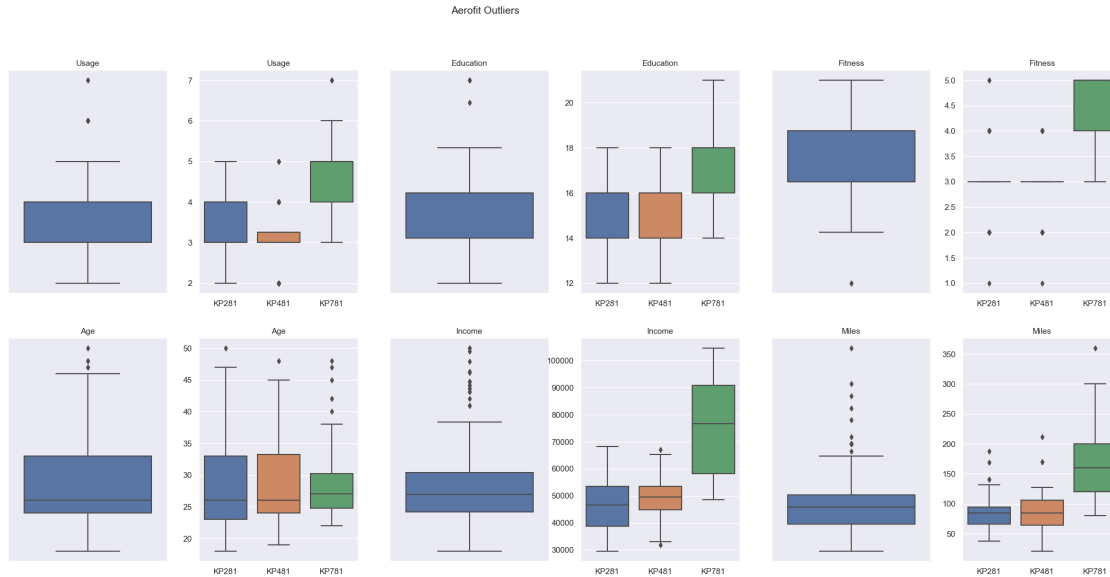 Aerofit Outliers
Usage
Usage
Education
Education
Fitness
Fitness
7
6
5
4
3
2
20
18
16
14
12
5.0
4.5
4.0
3.5
3.0
2.5
2.0
1.5
1.0
KP281 KP481 KP781
KP281 KP481 KP781
KP281 KP481 KP781
Age
Age
Income
Income
Miles
Miles
50
45
40
35
30
25
20
100000
90000
80000
70000
60000
50000
40000
30000
350
300
250
200
150
100
50
KP281 KP481 KP781
KP281 KP481 KP781
KP281 KP481 KP781